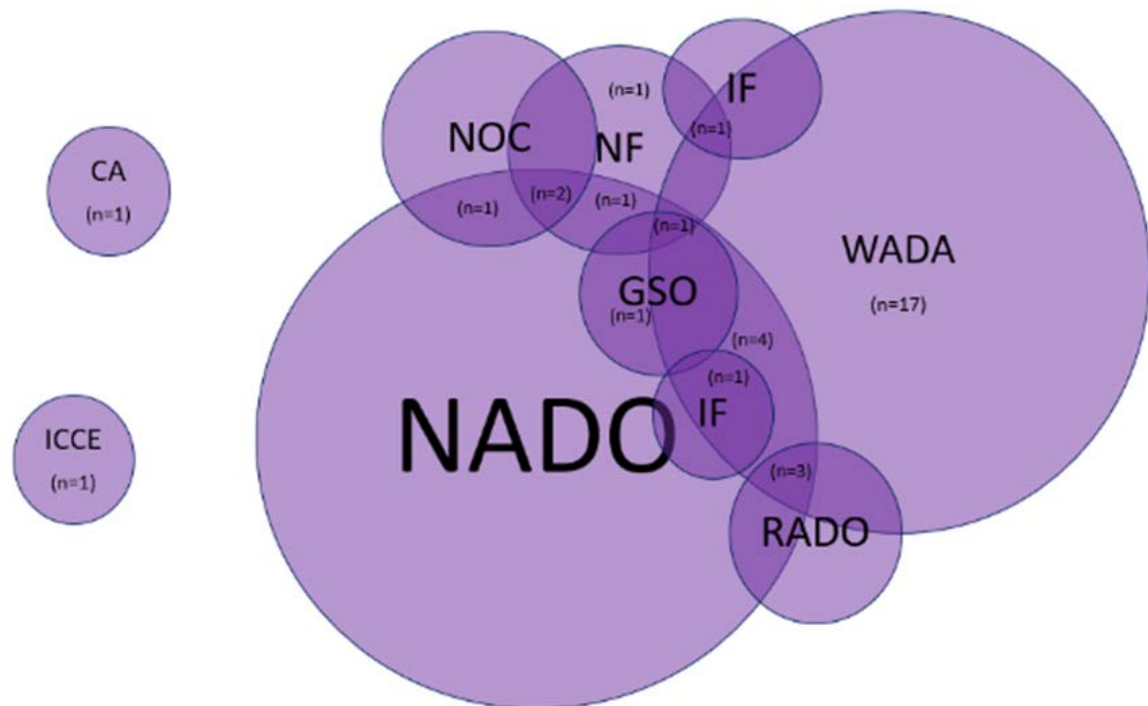 CA
(n=1)
ICCE
(n=1)
NOC
(n=1)
(n=2)
(n=1)
NF
(n=1)
IF
(n=1)
(n=1)
GSO
(n=1)
WADA
(n=17)
(n=4)
(n=1)
IF
NADO
(n=3)
RADO